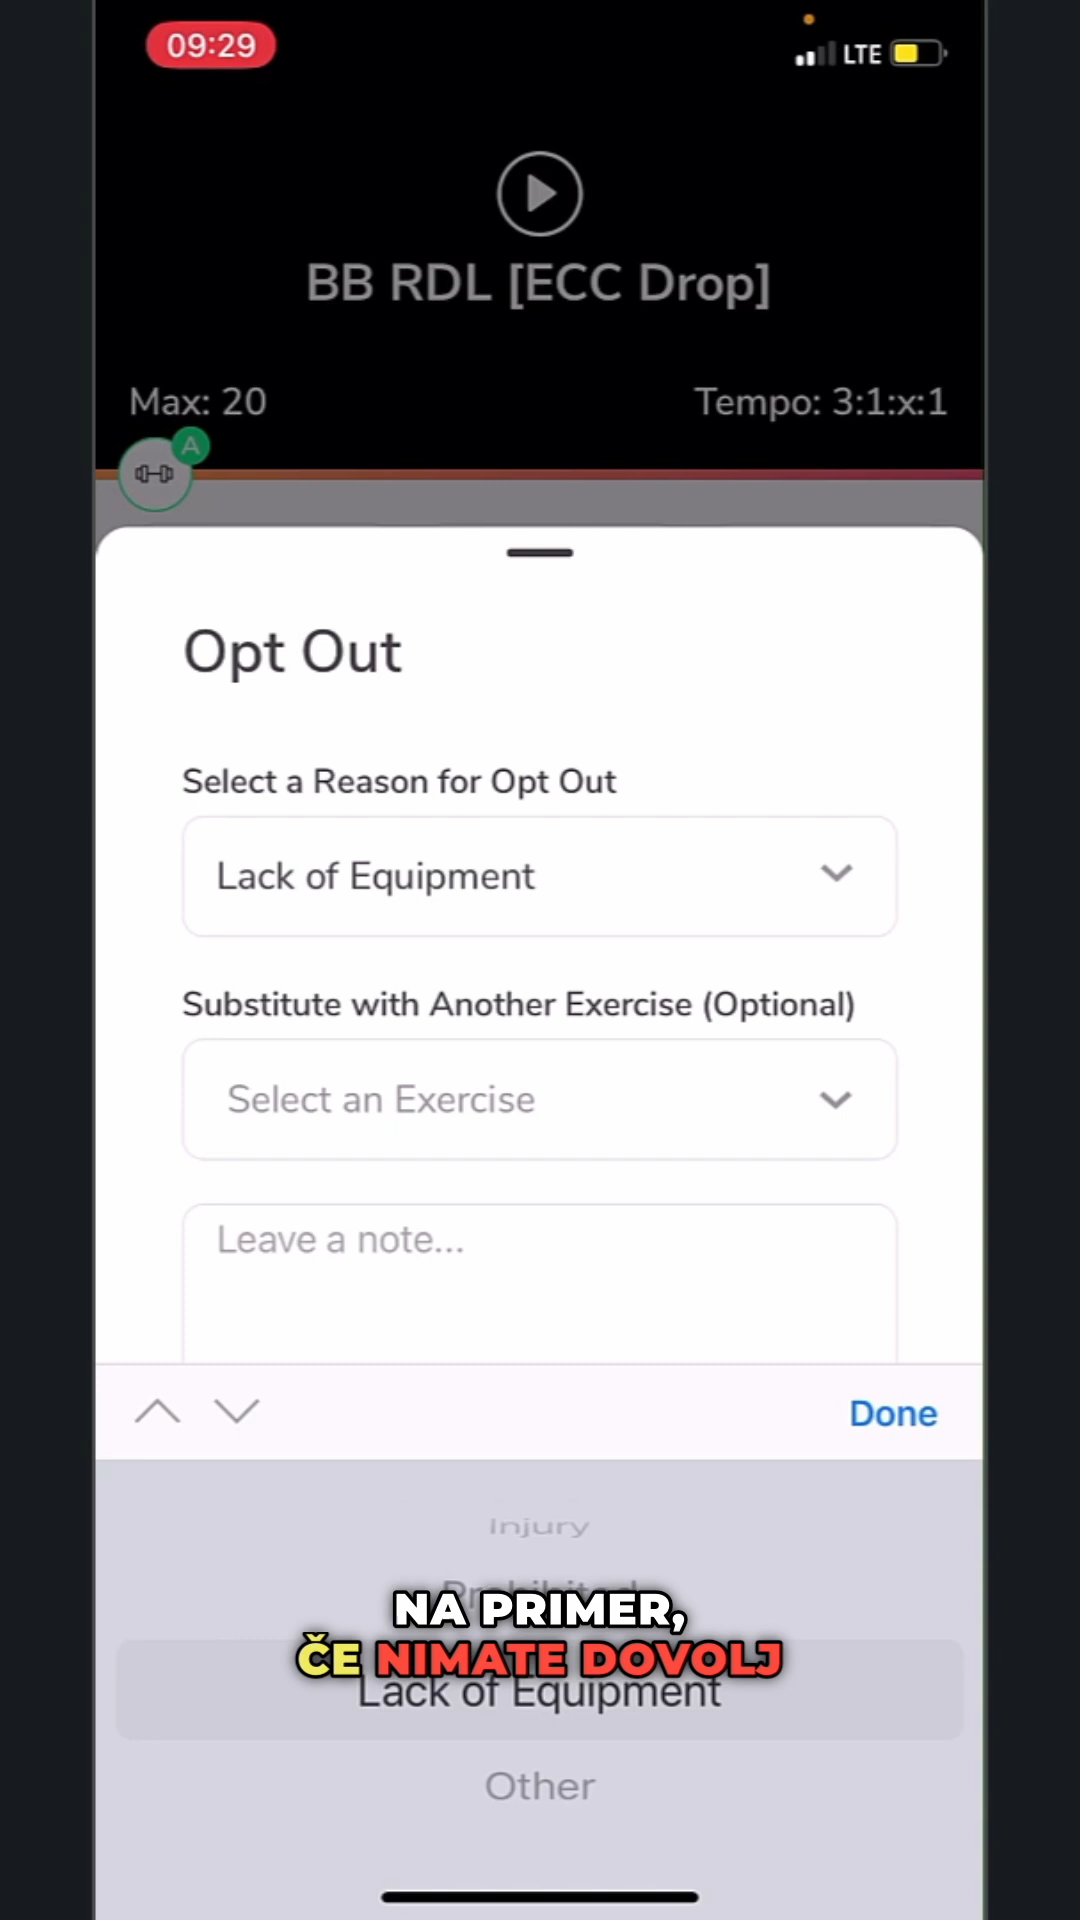 09:29
LTE
BB RDL [ECC Drop]
Max: 20
Tempo: 3:1:x:1
A
Opt Out
Select a Reason for Opt Out
Lack of Equipment
Substitute with Another Exercise (Optional)
Select an Exercise
Leave a note...
Done
Injury
Prohibited
NA PRIMER,
ČE NIMATE DOVOLJ
Lack of Equipment
Other